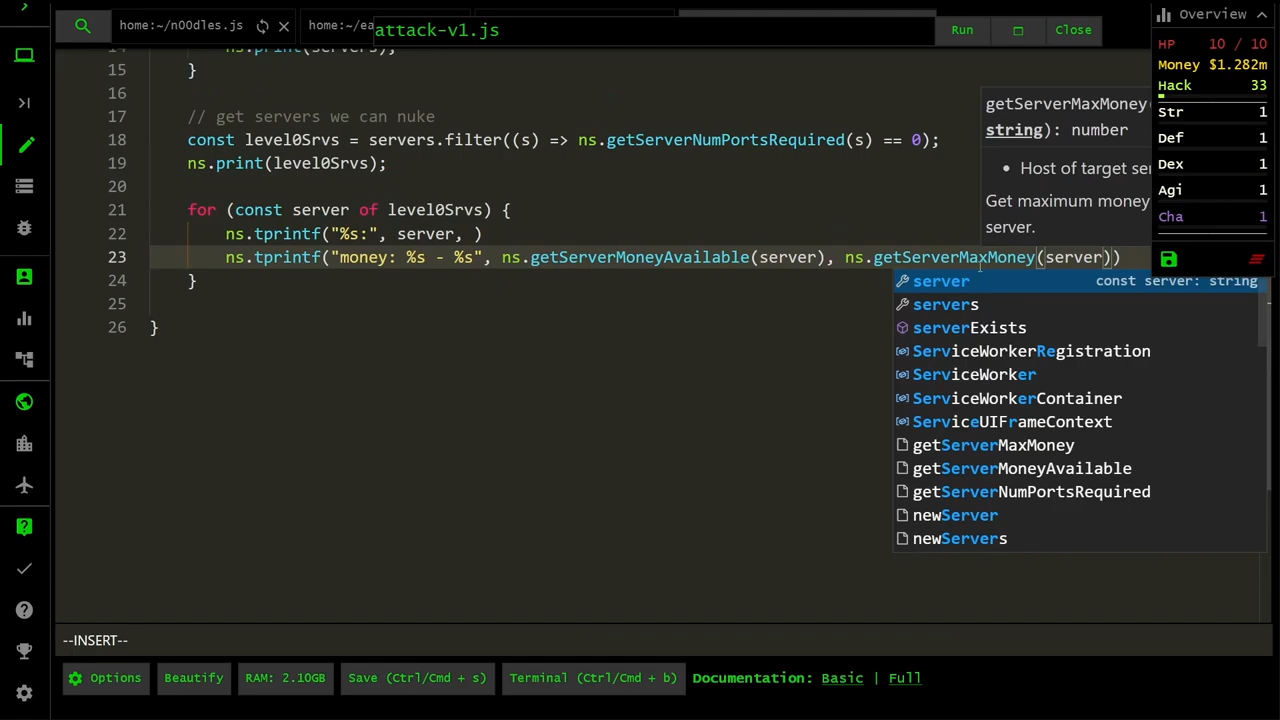 home:~/n00dles.js
home:~/ea
attack-v1.js
Run
Close
Overview
HP 10 / 10
Money $1.282m
Hack 33
Str 1
Def 1
Dex 1
Agi 1
Cha 1
14 ns.print(servers);
15 }
16
17 // get servers we can nuke
18 const level0Srvs = servers.filter((s) => ns.getServerNumPortsRequired(s) == 0);
19 ns.print(level0Srvs);
20
21 for (const server of level0Srvs) {
22 ns.tprintf("%s:", server, )
23 ns.tprintf("money: %s - %s", ns.getServerMoneyAvailable(server), ns.getServerMaxMoney(server))
24 }
25
26 }
getServerMaxMoney(
string): number
• Host of target ser
Get maximum money
server.
server const server: string
servers
serverExists
ServiceWorkerRegistration
ServiceWorker
ServiceWorkerContainer
ServiceUIFrameContext
getServerMaxMoney
getServerMoneyAvailable
getServerNumPortsRequired
newServer
newServers
--INSERT--
Options
Beautify
RAM: 2.10GB
Save (Ctrl/Cmd + s)
Terminal (Ctrl/Cmd + b)
Documentation: Basic | Full